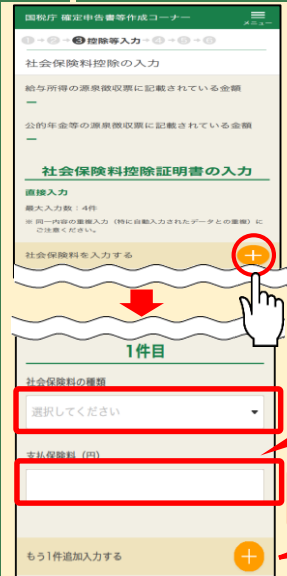 国税庁 確定申告書等作成コーナー
メニュー
①→②→❸控除等入力→④→⑤→⑥
社会保険料控除の入力
給与所得の源泉徴収票に記載されている金額
ー
公的年金等の源泉徴収票に記載されている金額
ー
社会保険料控除証明書の入力
直接入力
最大入力数：4件
※ 同一内容の重複入力（特に自動入力されたデータとの重複）に
ご注意ください。
社会保険料を入力する
1件目
社会保険料の種類
選択してください
支払保険料（円）
もう1件追加入力する